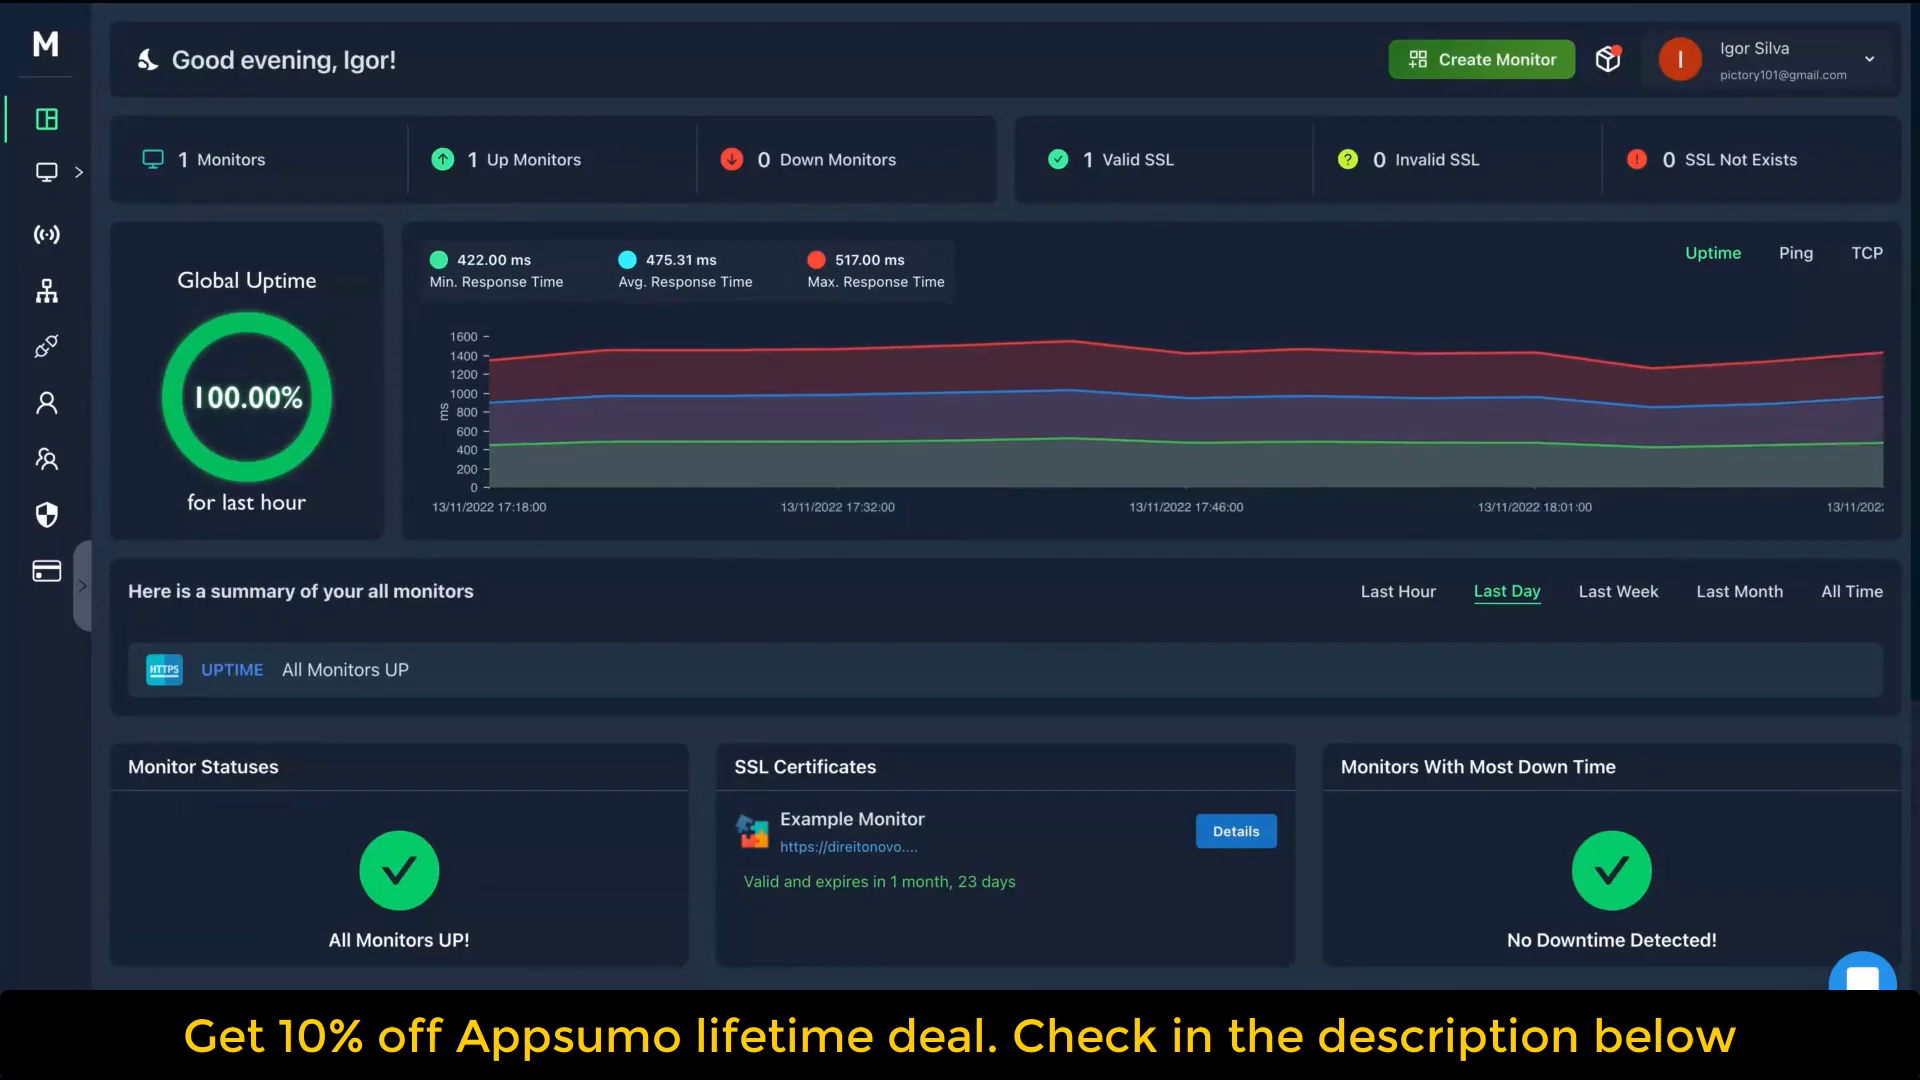 M
Good evening, Igor!
Create Monitor
I
Igor Silva
pictory101@gmail.com
1 Monitors
1 Up Monitors
0 Down Monitors
1 Valid SSL
0 Invalid SSL
0 SSL Not Exists
Global Uptime
100.00%
for last hour
422.00 ms
Min. Response Time
475.31 ms
Avg. Response Time
517.00 ms
Max. Response Time
Uptime
Ping
TCP
ms
1600
1400
1200
1000
800
600
400
200
0
13/11/2022 17:18:00
13/11/2022 17:32:00
13/11/2022 17:46:00
13/11/2022 18:01:00
13/11/202
Here is a summary of your all monitors
Last Hour
Last Day
Last Week
Last Month
All Time
HTTPS
UPTIME All Monitors UP
Monitor Statuses
All Monitors UP!
SSL Certificates
Example Monitor
https://direitonovo....
Details
Valid and expires in 1 month, 23 days
Monitors With Most Down Time
No Downtime Detected!
Get 10% off Appsumo lifetime deal. Check in the description below